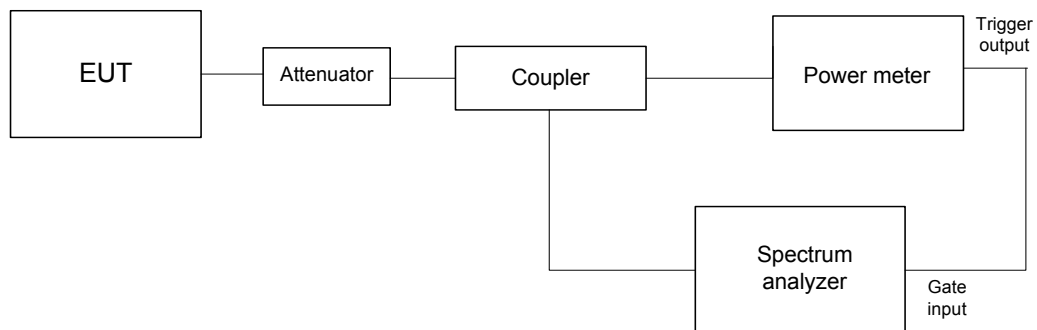 EUT
Attenuator
Coupler
Power meter
Trigger
output
Spectrum
analyzer
Gate
input